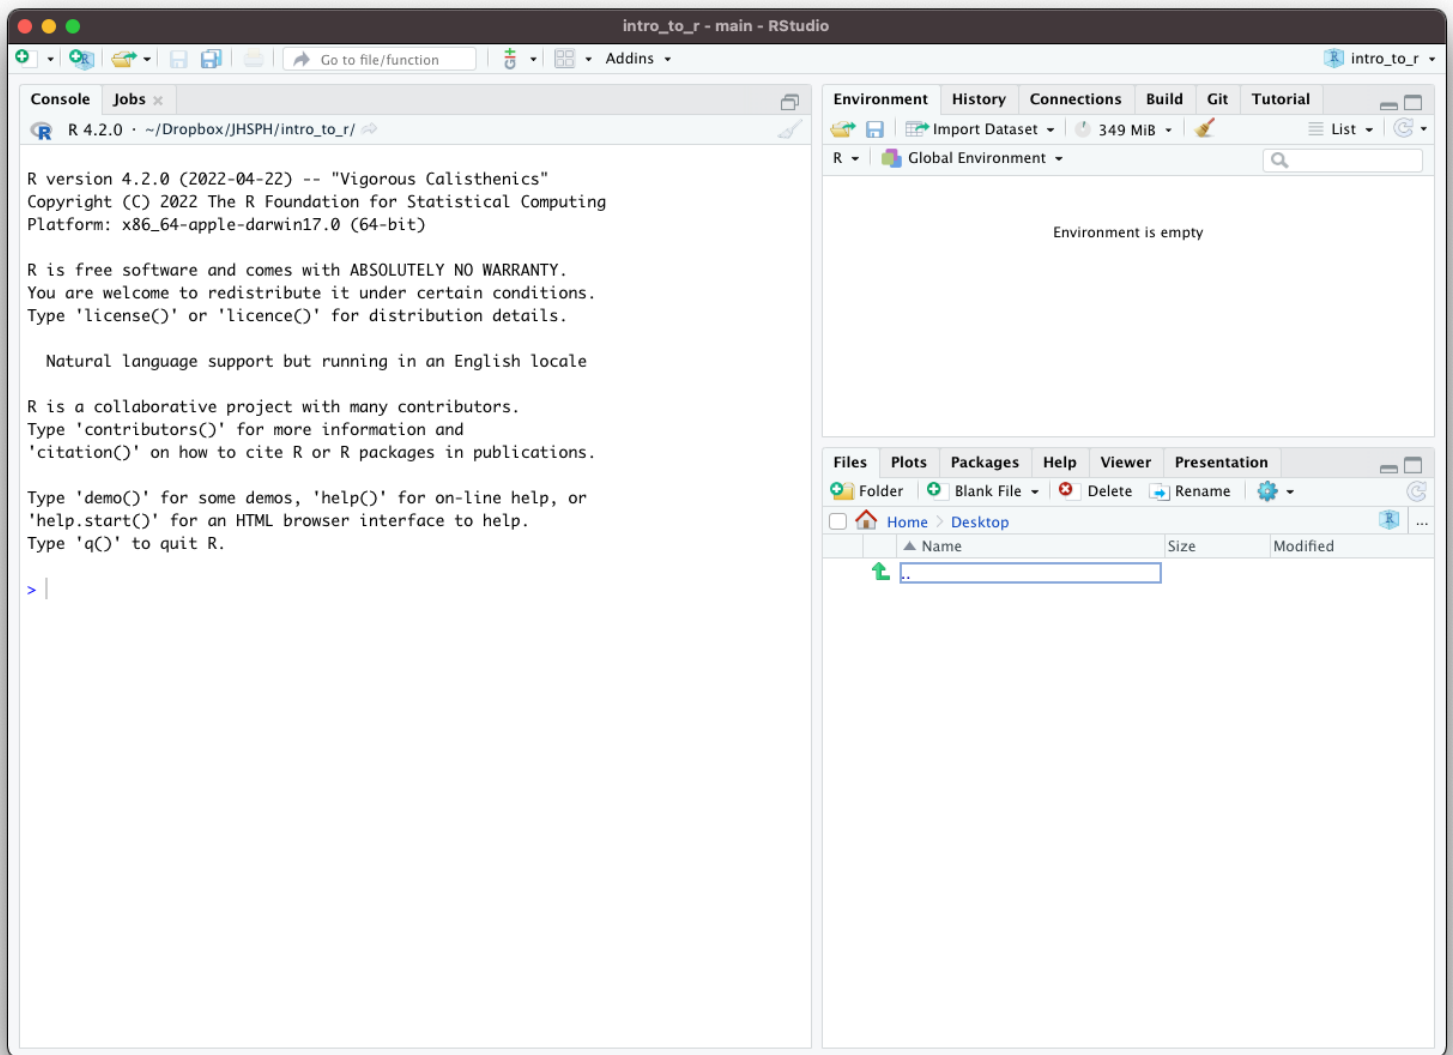 intro_to_r - main - RStudio
Go to file/function
Addins
intro_to_r
Console Jobs
R 4.2.0 · ~/Dropbox/JHSPH/intro_to_r/
R version 4.2.0 (2022-04-22) -- "Vigorous Calisthenics"
Copyright (C) 2022 The R Foundation for Statistical Computing
Platform: x86_64-apple-darwin17.0 (64-bit)
R is free software and comes with ABSOLUTELY NO WARRANTY.
You are welcome to redistribute it under certain conditions.
Type 'license()' or 'licence()' for distribution details.
Natural language support but running in an English locale
R is a collaborative project with many contributors.
Type 'contributors()' for more information and
'citation()' on how to cite R or R packages in publications.
Type 'demo()' for some demos, 'help()' for on-line help, or
'help.start()' for an HTML browser interface to help.
Type 'q()' to quit R.
>
Environment History Connections Build Git Tutorial
Import Dataset 349 MiB List
R Global Environment
Environment is empty
Files Plots Packages Help Viewer Presentation
Folder Blank File Delete Rename
Home Desktop ...
Name Size Modified
..